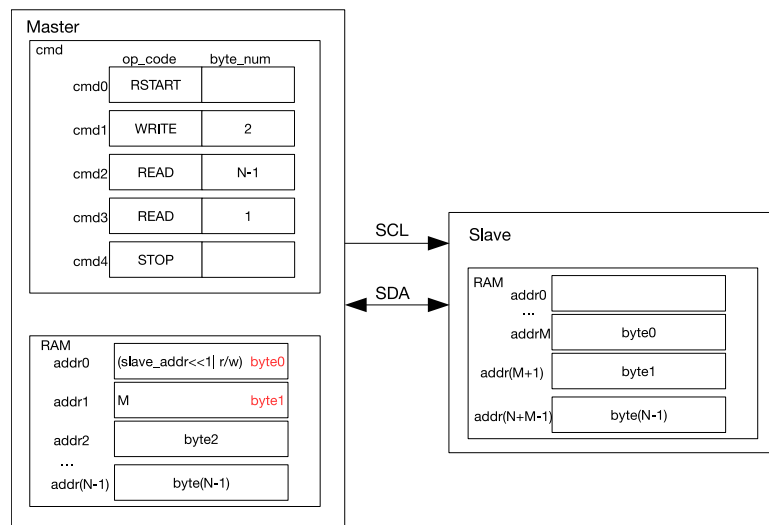 Master
cmd
op_code byte_num
cmd0 RSTART
cmd1 WRITE 2
cmd2 READ N-1
cmd3 READ 1
cmd4 STOP
SCL
SDA
Slave
RAM
addr0
...
addrM byte0
addr(M+1) byte1
addr(N+M-1) byte(N-1)
RAM
addr0 (slave_addr<<1| r/w) byte0
addr1 M byte1
addr2 byte2
...
addr(N-1) byte(N-1)